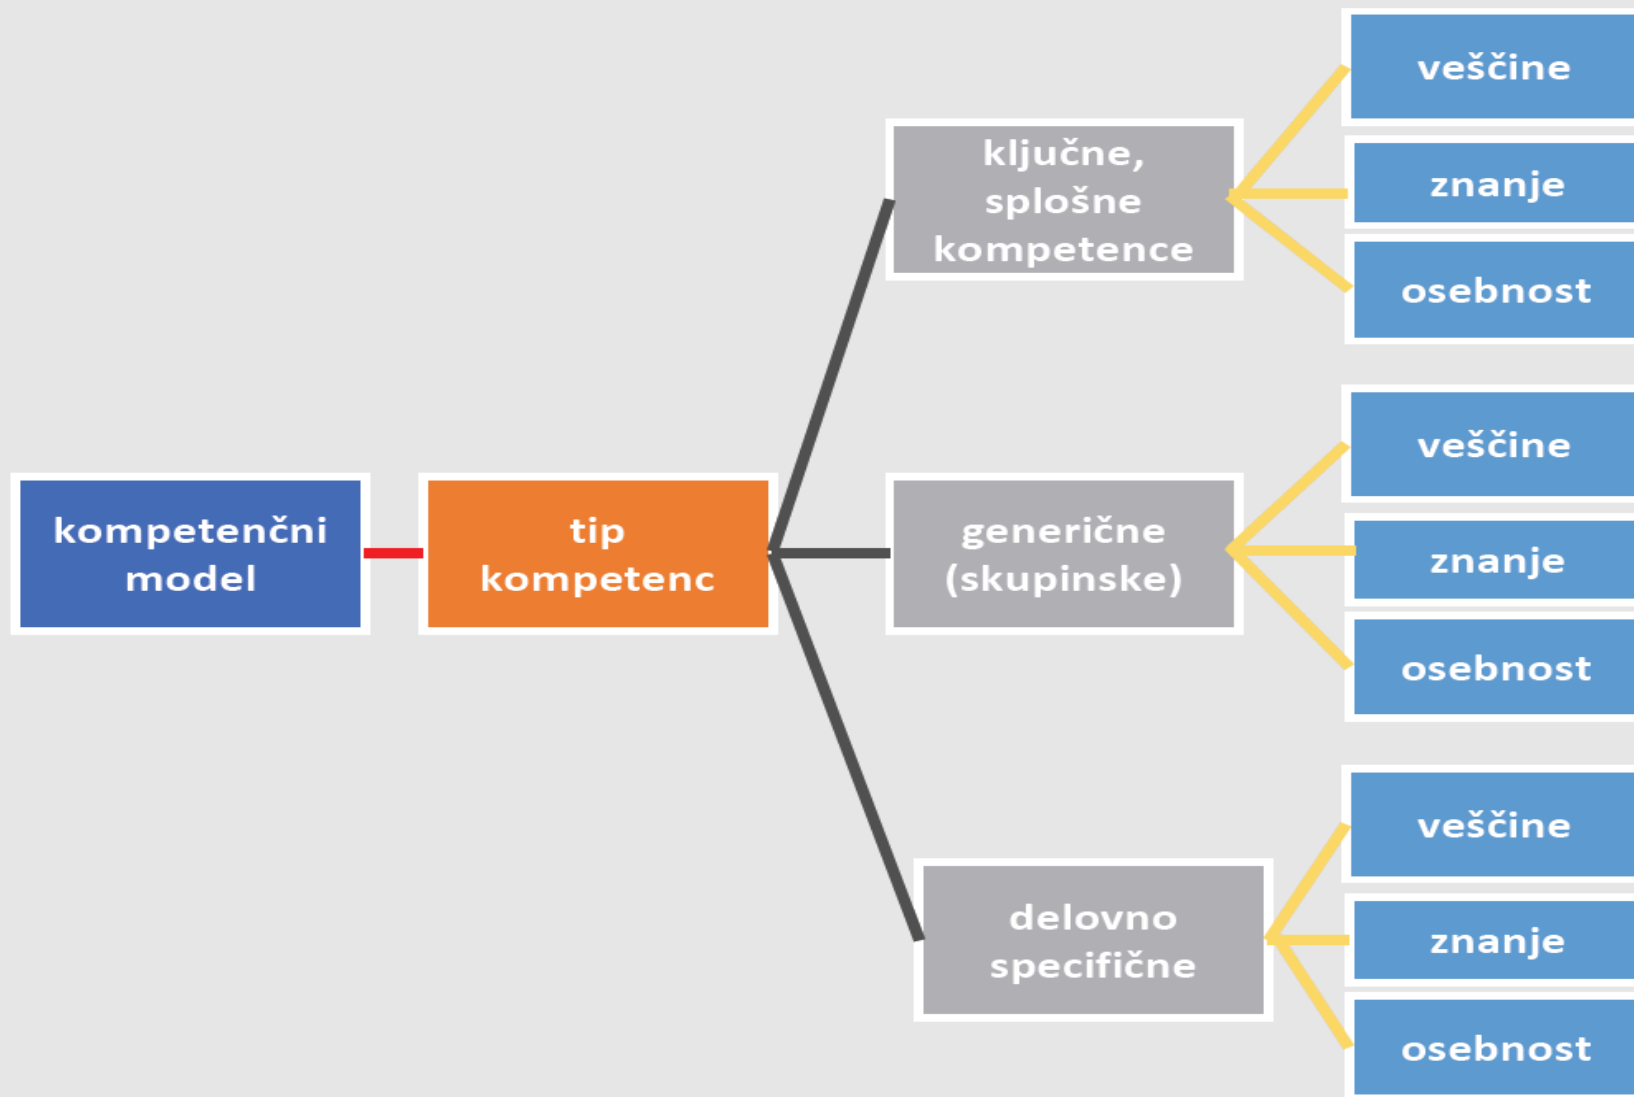 kompetenčni
model
tip
kompetenc
ključne,
splošne
kompetence
veščine
znanje
osebnost
generične
(skupinske)
veščine
znanje
osebnost
delovno
specifične
veščine
znanje
osebnost